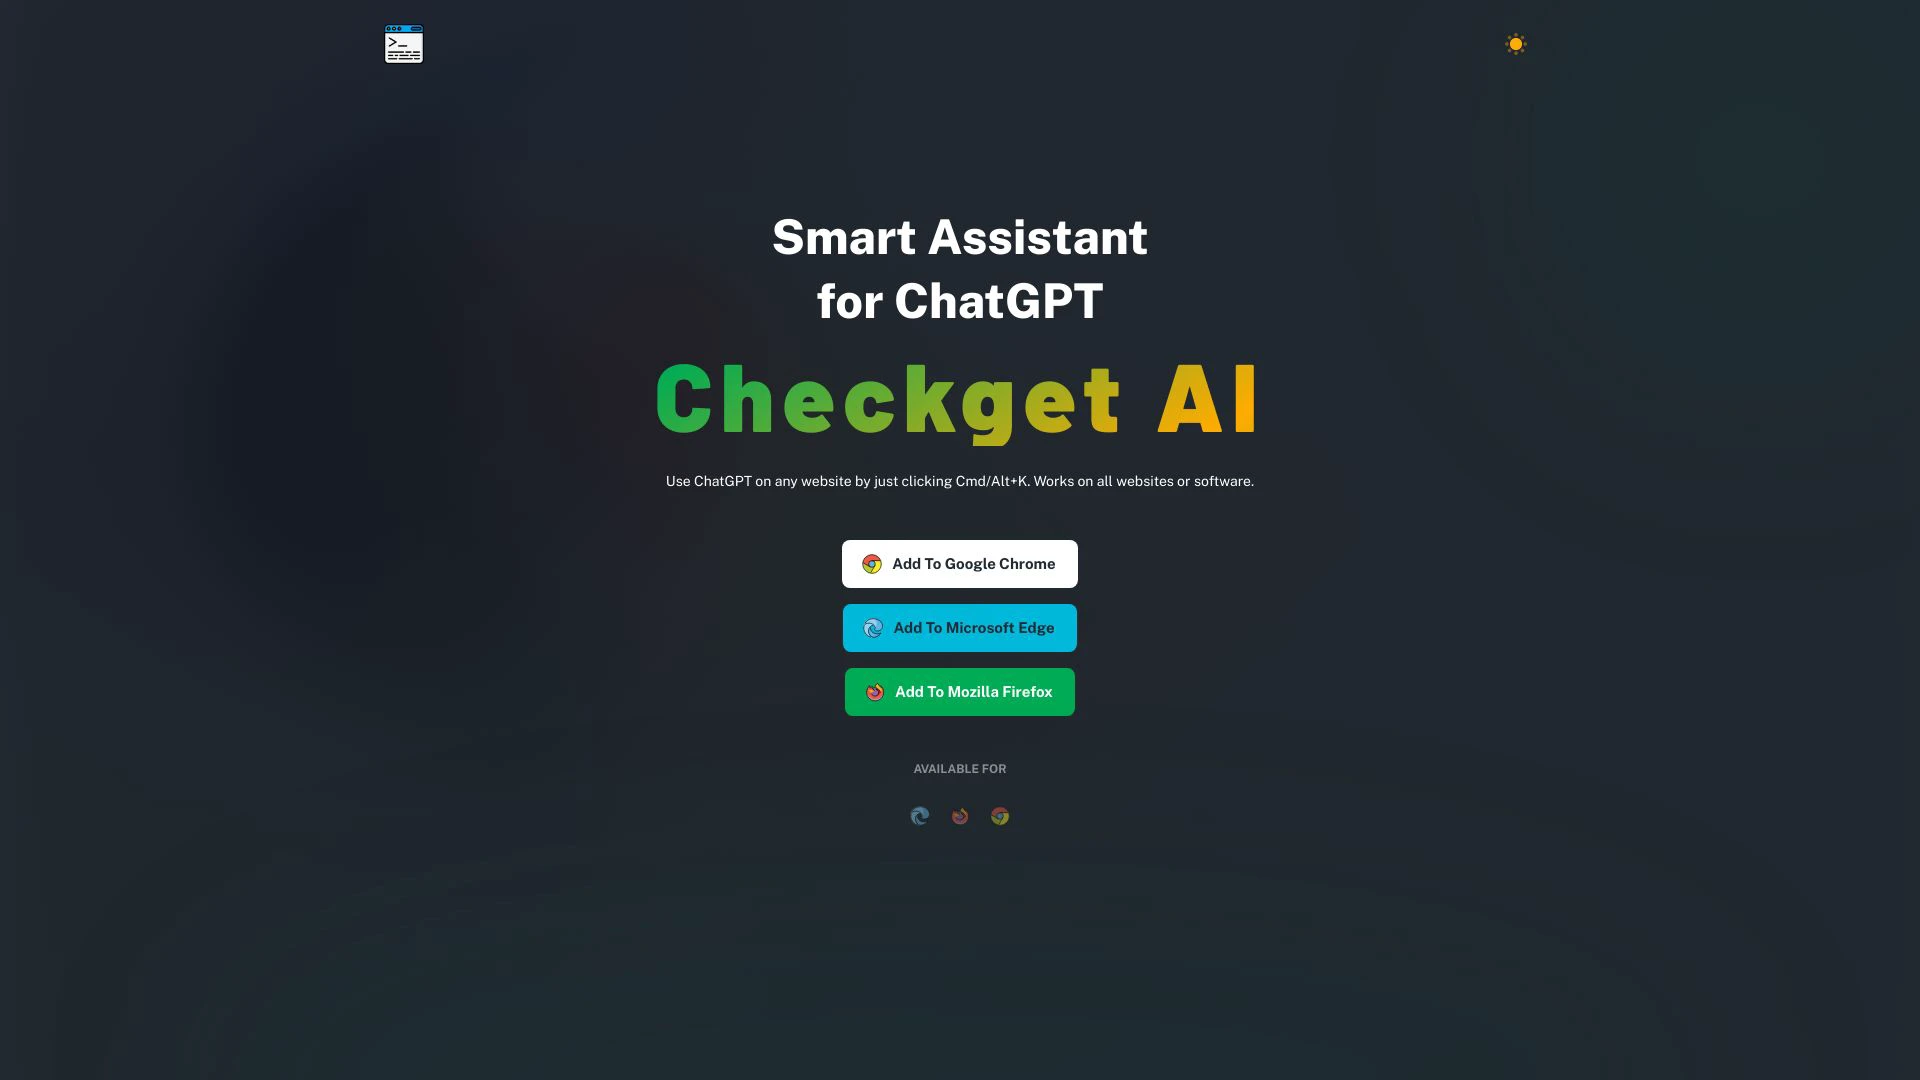 >_
Smart Assistant
for ChatGPT
Checkget AI
Use ChatGPT on any website by just clicking Cmd/Alt+K. Works on all websites or software.
Add To Google Chrome
Add To Microsoft Edge
Add To Mozilla Firefox
AVAILABLE FOR